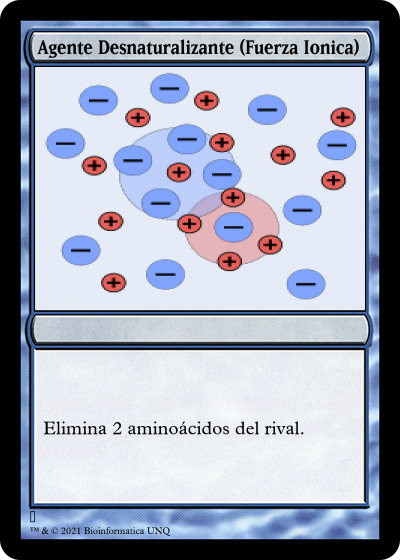 Agente Desnaturalizante (Fuerza Ionica)
Elimina 2 aminoácidos del rival.
™ & © 2021 Bioinformatica UNQ